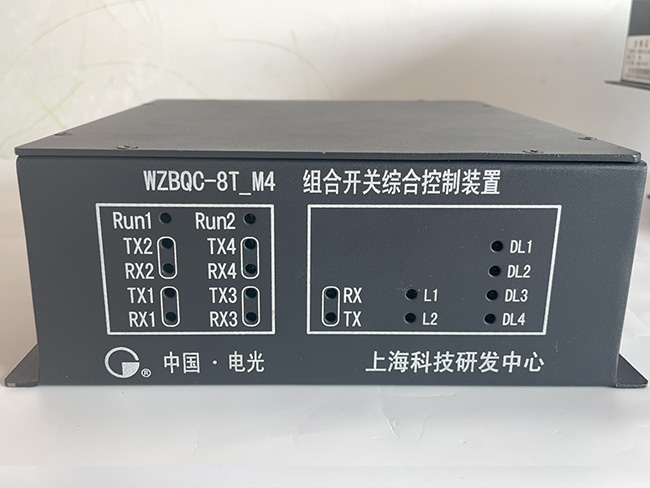 WZBQC-8T_M4 组合开关综合控制装置
Run1 Run2
TX2 TX4
RX2 RX4
TX1 TX3
RX1 RX3
DL1
DL2
RX L1 DL3
TX L2 DL4
® 中国·电光 上海科技研发中心